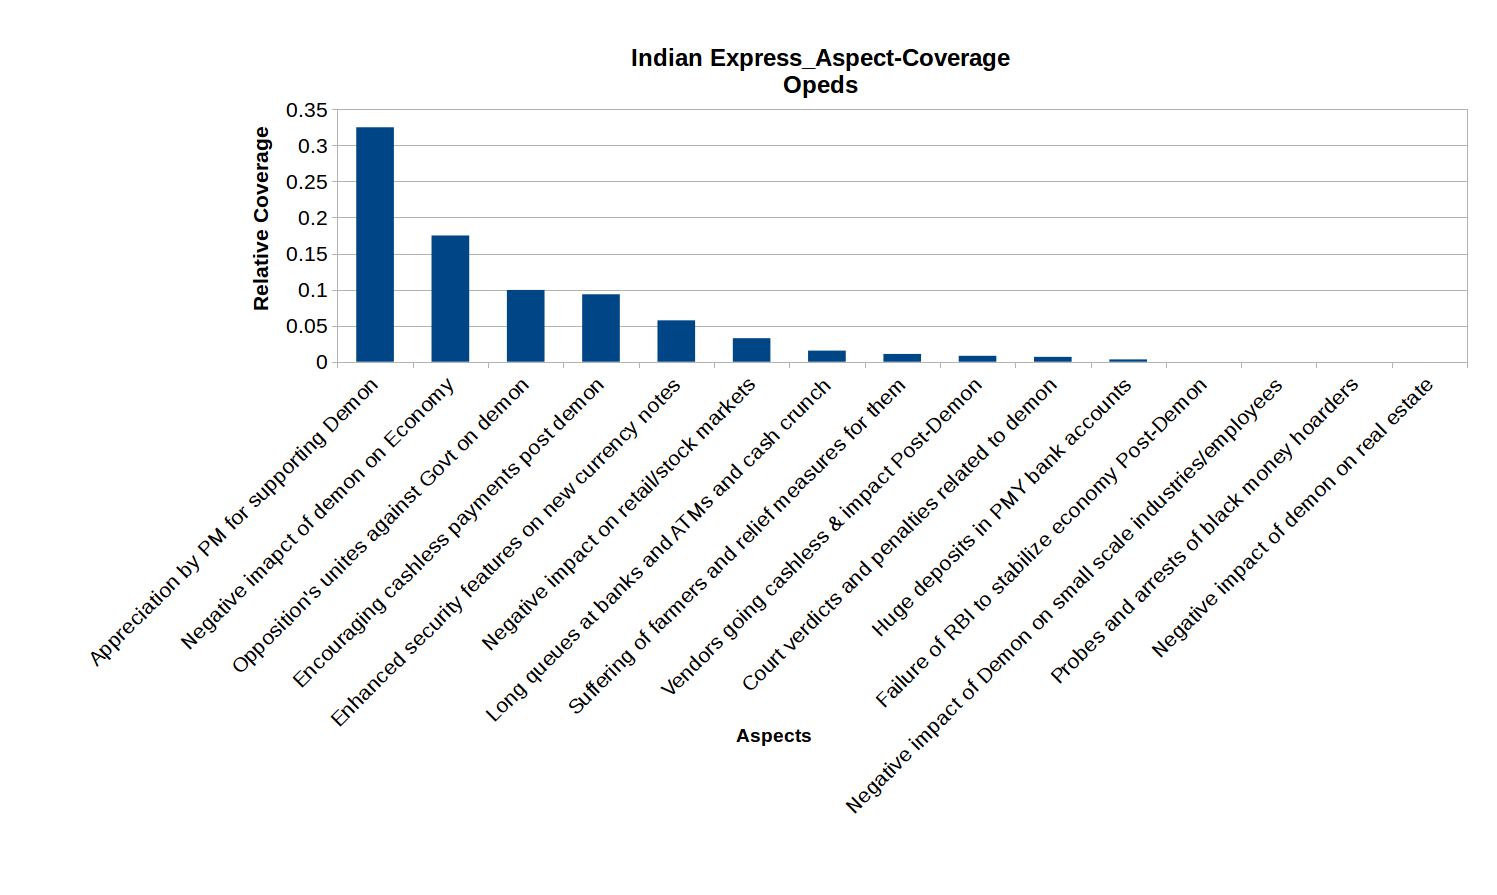 Indian Express_Aspect-Coverage
Opeds
Relative Coverage
0.35
0.3
0.25
0.2
0.15
0.1
0.05
0
Appreciation by PM for supporting Demon
Negative imapct of demon on Economy
Opposition's unites against Govt on demon
Encouraging cashless payments post demon
Enhanced security features on new currency notes
Negative impact on retail/stock markets
Long queues at banks and ATMs and cash crunch
Suffering of farmers and relief measures for them
Vendors going cashless & impact Post-Demon
Court verdicts and penalties related to demon
Huge deposits in PMY bank accounts
Failure of RBI to stabilize economy Post-Demon
Negative impact of Demon on small scale industries/employees
Probes and arrests of black money hoarders
Negative impact of demon on real estate
Aspects